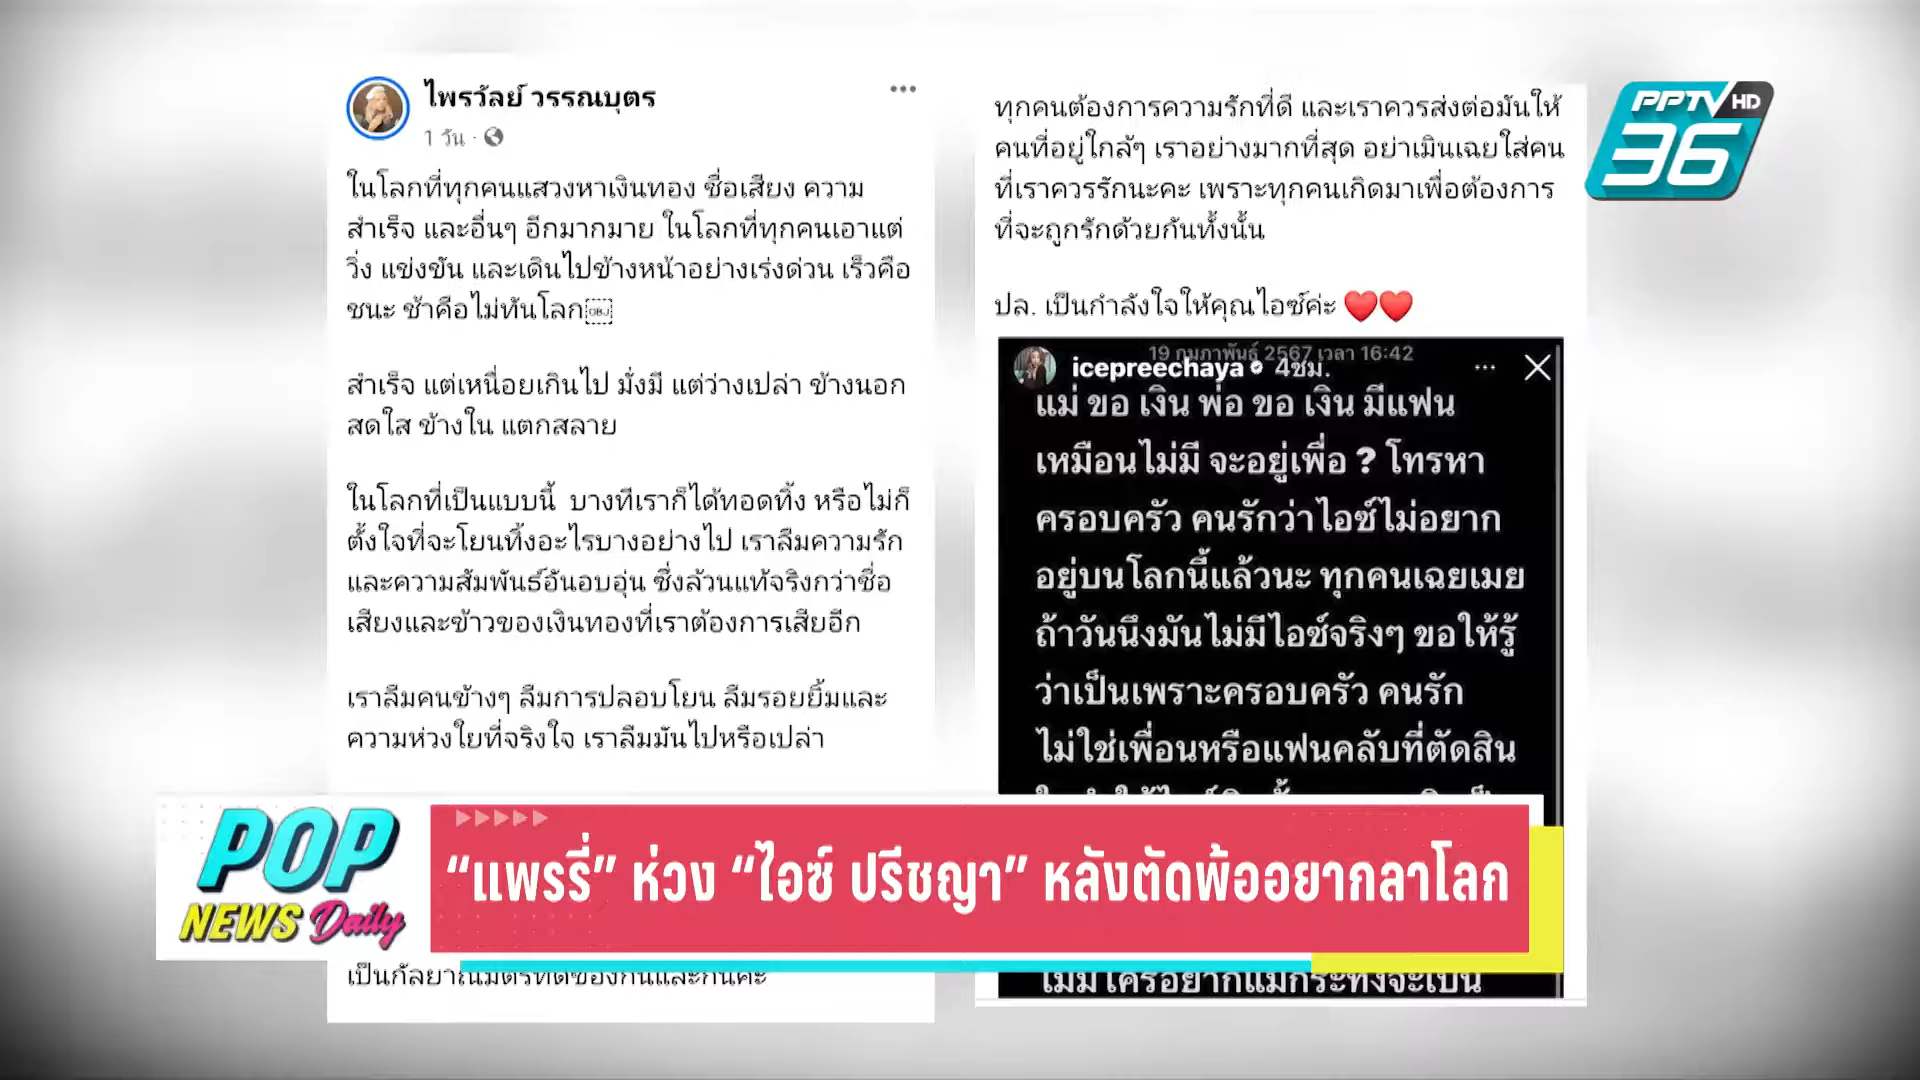 ไพรวัลย์ วรรณบุตร
1 วัน
ในโลกที่ทุกคนแสวงหาเงินทอง ชื่อเสียง ความ
สำเร็จ และอื่นๆ อีกมากมาย ในโลกที่ทุกคนเอาแต่
วิ่ง แข่งขัน และเดินไปข้างหน้าอย่างเร่งด่วน เร็วคือ
ชนะ ช้าคือไม่ทันโลก
สำเร็จ แต่เหนื่อยเกินไป มั่งมี แต่ว่างเปล่า ข้างนอก
สดใส ข้างใน แตกสลาย
ในโลกที่เป็นแบบนี้ บางทีเราก็ได้ทอดทิ้ง หรือไม่ก็
ตั้งใจที่จะโยนทิ้งอะไรบางอย่างไป เราลืมความรัก
และความสัมพันธ์อันอบอุ่น ซึ่งล้วนแท้จริงกว่าชื่อ
เสียงและข้าวของเงินทองที่เราต้องการเสียอีก
เราลืมคนข้างๆ ลืมการปลอบโยน ลืมรอยยิ้มและ
ความห่วงใยที่จริงใจ เราลืมมันไปหรือเปล่า
เป็นกัลยาณมิตรที่ดีของกันและกันค่ะ
ทุกคนต้องการความรักที่ดี และเราควรส่งต่อมันให้
คนที่อยู่ใกล้ๆ เราอย่างมากที่สุด อย่าเมินเฉยใส่คน
ที่เราควรรักนะคะ เพราะทุกคนเกิดมาเพื่อต้องการ
ที่จะถูกรักด้วยกันทั้งนั้น
ปล. เป็นกำลังใจให้คุณไอซ์ค่ะ ❤️❤️
19 กุมภาพันธ์ 2567 เวลา 16:42
icepreechaya 4ชม.
แม่ ขอ เงิน พ่อ ขอ เงิน มีแฟน
เหมือนไม่มี จะอยู่เพื่อ ? โทรหา
ครอบครัว คนรักว่าไอซ์ไม่อยาก
อยู่บนโลกนี้แล้วนะ ทุกคนเฉยเมย
ถ้าวันนึงมันไม่มีไอซ์จริงๆ ขอให้รู้
ว่าเป็นเพราะครอบครัว คนรัก
ไม่ใช่เพื่อนหรือแฟนคลับที่ตัดสิน
PPTV HD
36
POP
NEWS Daily
“แพรรี่” ห่วง “ไอซ์ ปรีชญา” หลังตัดพ้ออยากลาโลก